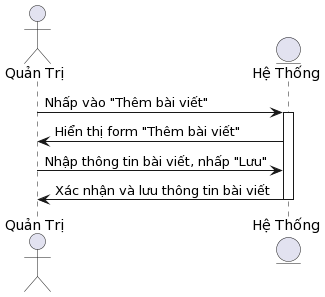 Quản Trị
Hệ Thống
Nhấp vào "Thêm bài viết"
Hiển thị form "Thêm bài viết"
Nhập thông tin bài viết, nhấp "Lưu"
Xác nhận và lưu thông tin bài viết
Quản Trị
Hệ Thống